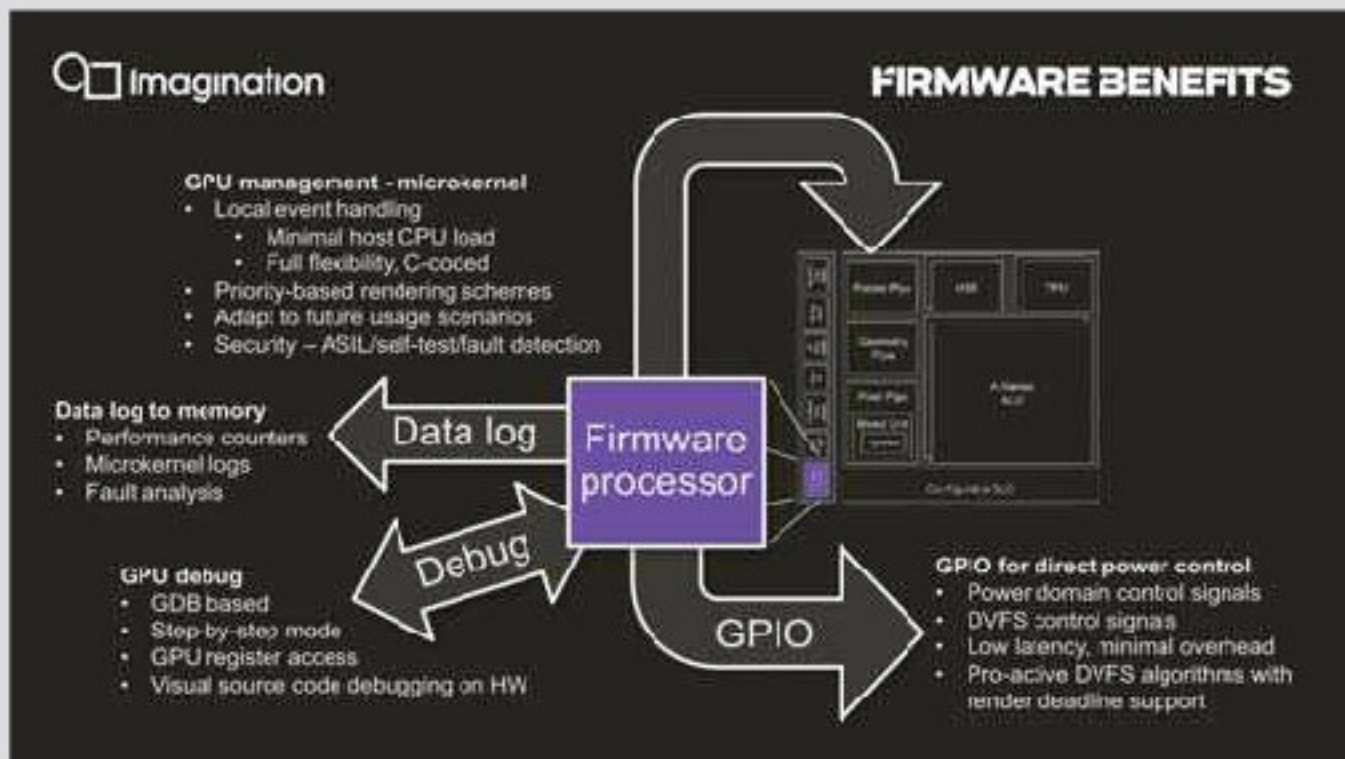 Imagination
FIRMWARE BENEFITS
GPU management - microkernel
• Local event handling
• Minimal host CPU load
• Full flexibility, C-coced
• Priority-based rendering schemes
• Adapt to future usage scenarios
• Security – ASIL/self-test/fault detection
Data log to memory
• Performance counters
• Microkernel logs
• Fault analysis
Data log
Firmware
processor
Debug
GPU debug
• GDB based
• Step-by-step mode
• GPU register access
• Visual source code debugging on HW
GPIO
GPIO for direct power control
• Power domain control signals
• DVFS control signals
• Low latency, minimal overhead
• Pro-active DVFS algorithms with
render deadline support
Geometry
Pipe
TPU